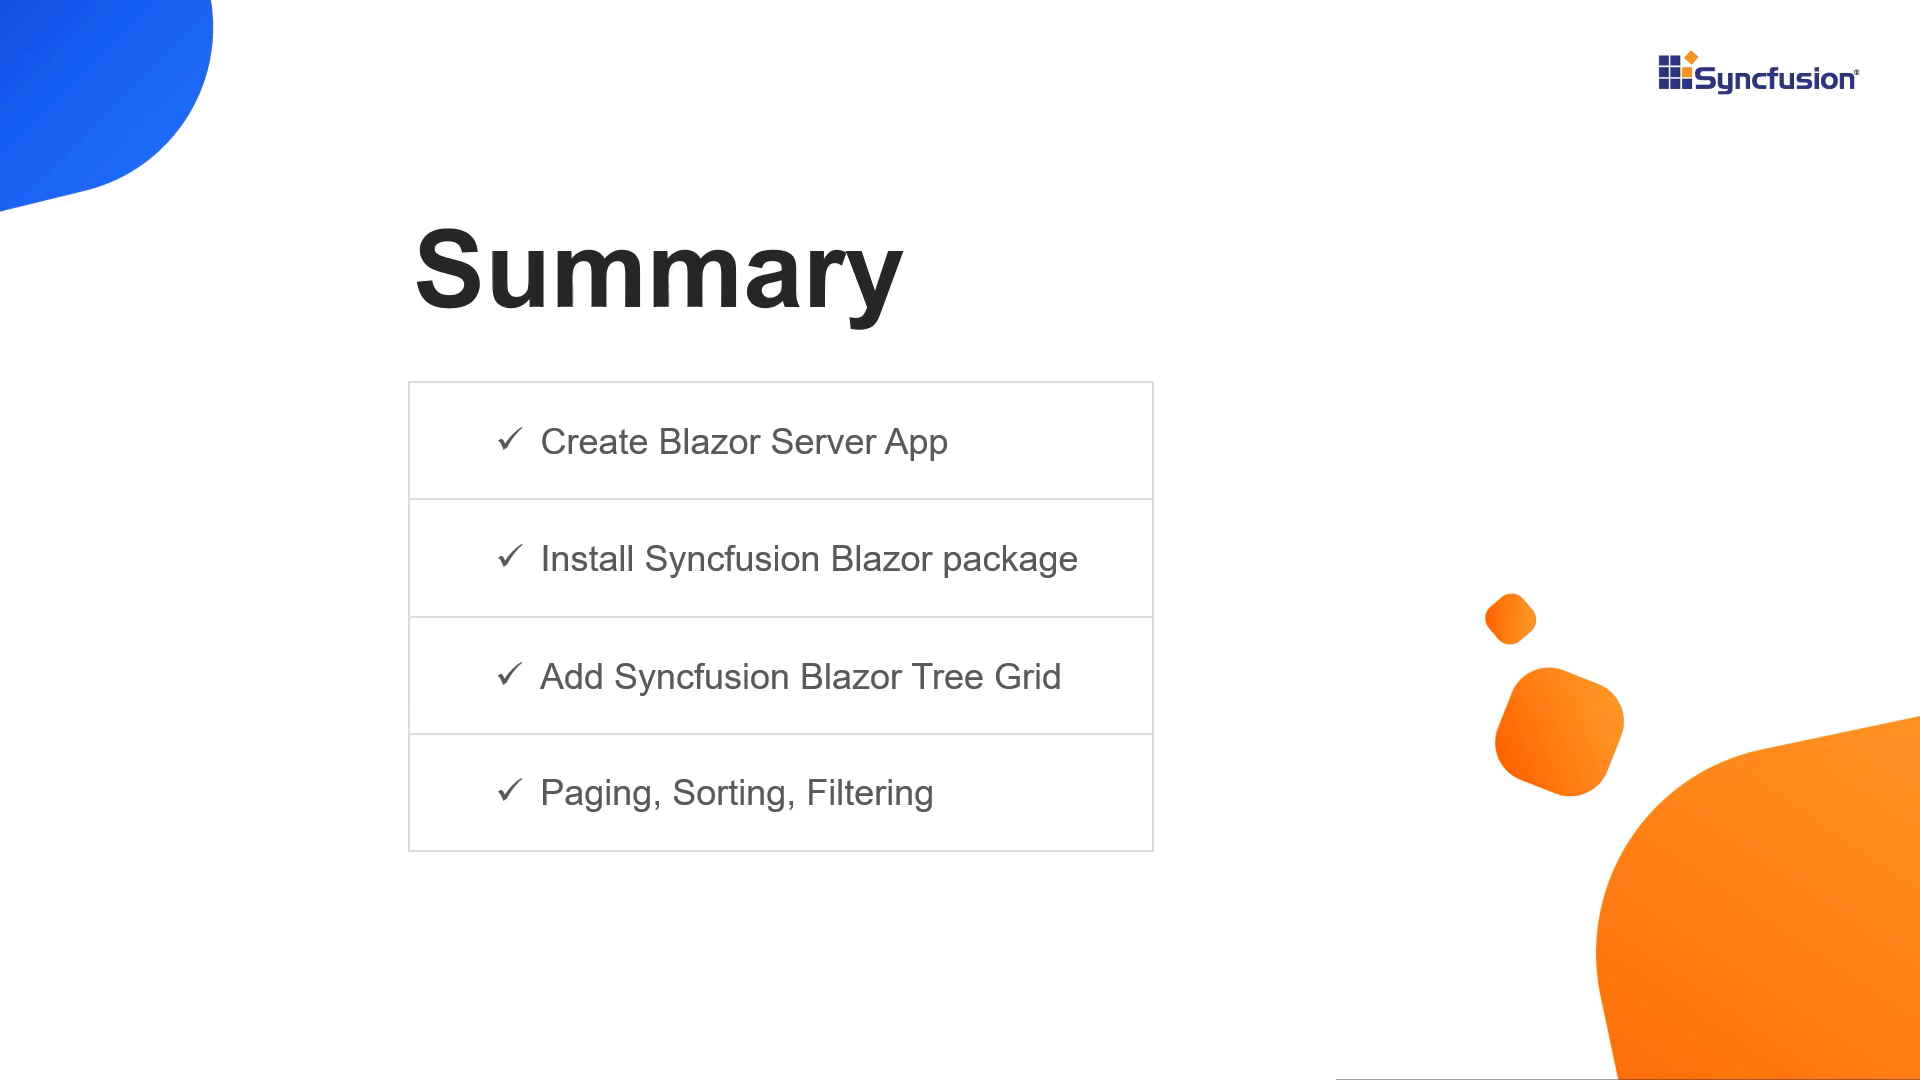 Syncfusion®
Summary
✓ Create Blazor Server App
✓ Install Syncfusion Blazor package
✓ Add Syncfusion Blazor Tree Grid
✓ Paging, Sorting, Filtering